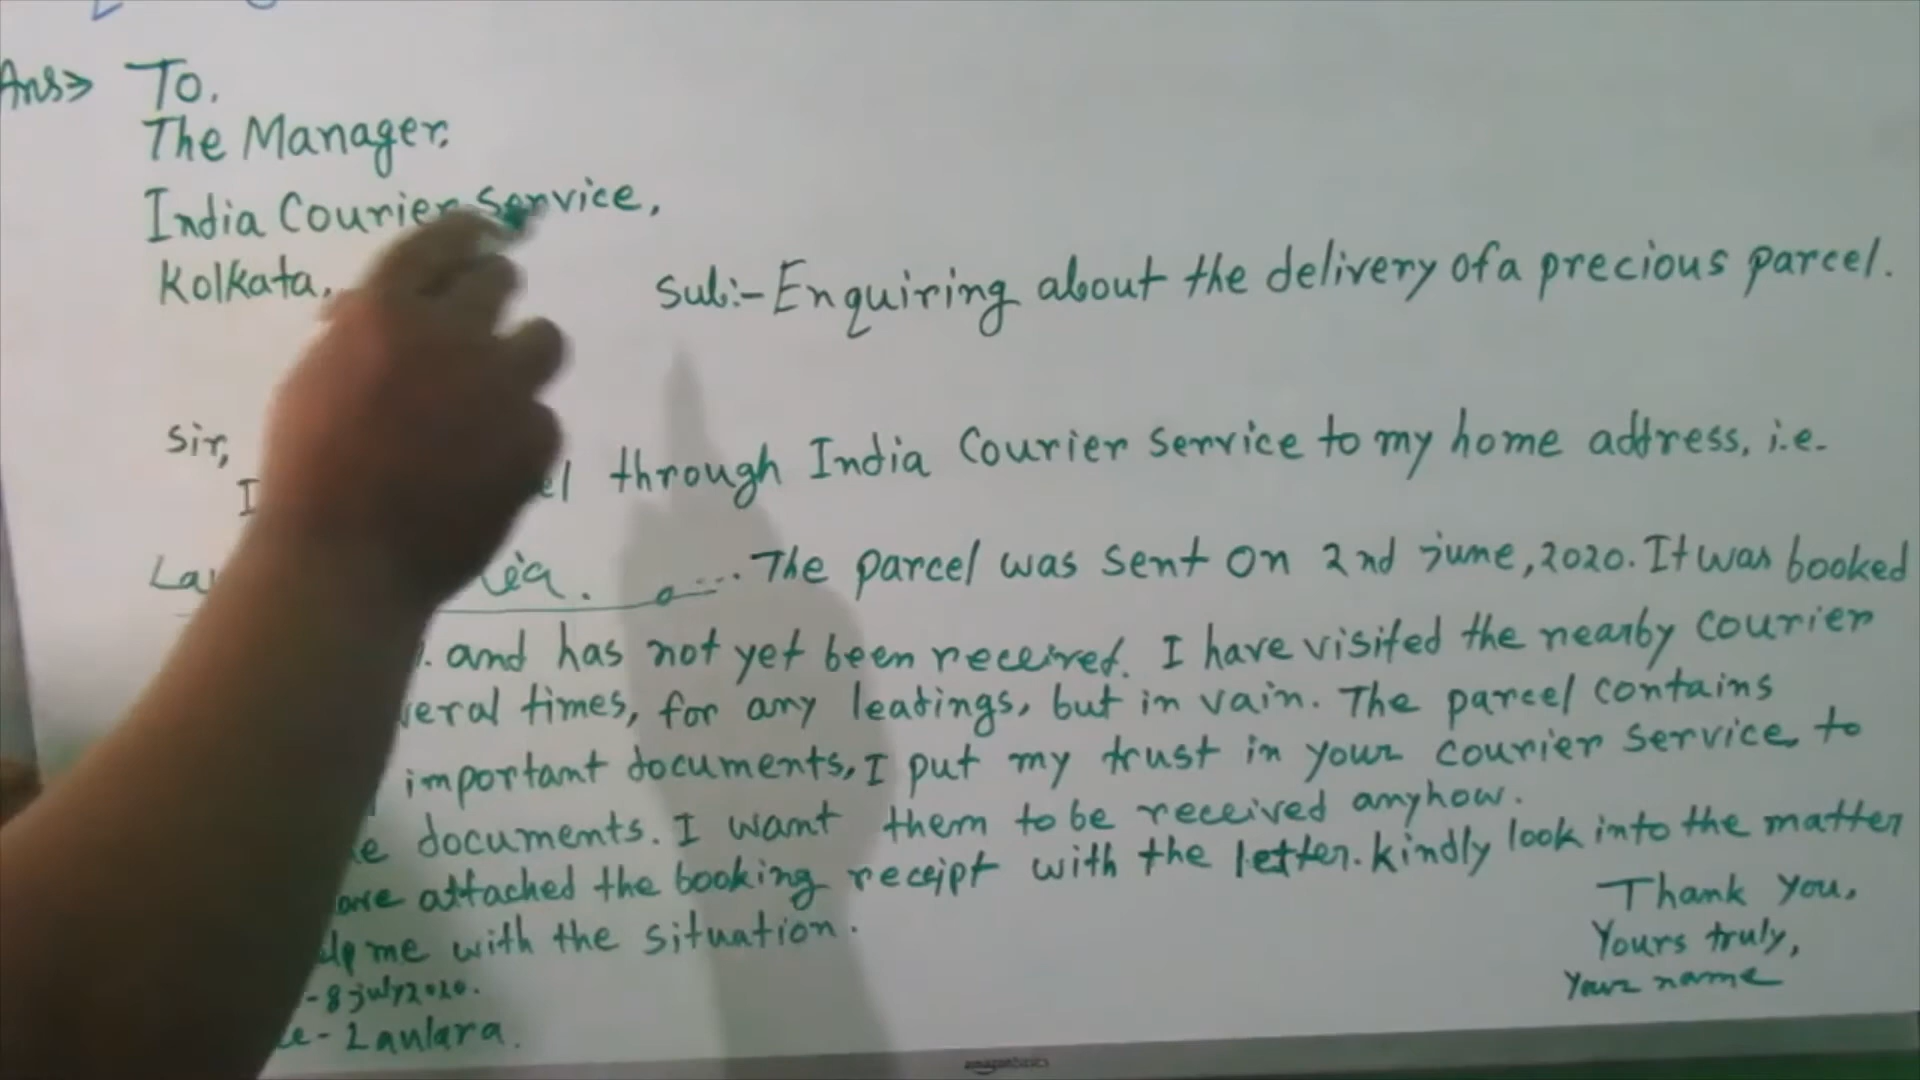 Ans⇒ To.
The Manager,
India Courier Service,
Kolkata.
Sub:- Enquiring about the delivery of a precious parcel.
Sir,
I through India Courier Service to my home address, i.e.
The parcel was sent on 2nd june, 2020. It was booked
and has not yet been received. I have visited the nearby courier
times, for any leadings, but in vain. The parcel contains
important documents, I put my trust in your courier service, to
documents. I want them to be received anyhow.
attached the booking receipt with the letter. kindly look into the matter
me with the situation.
Thank you,
Yours truly,
Your name
- 8 july 2020.
- Laulara.
amazonbasics